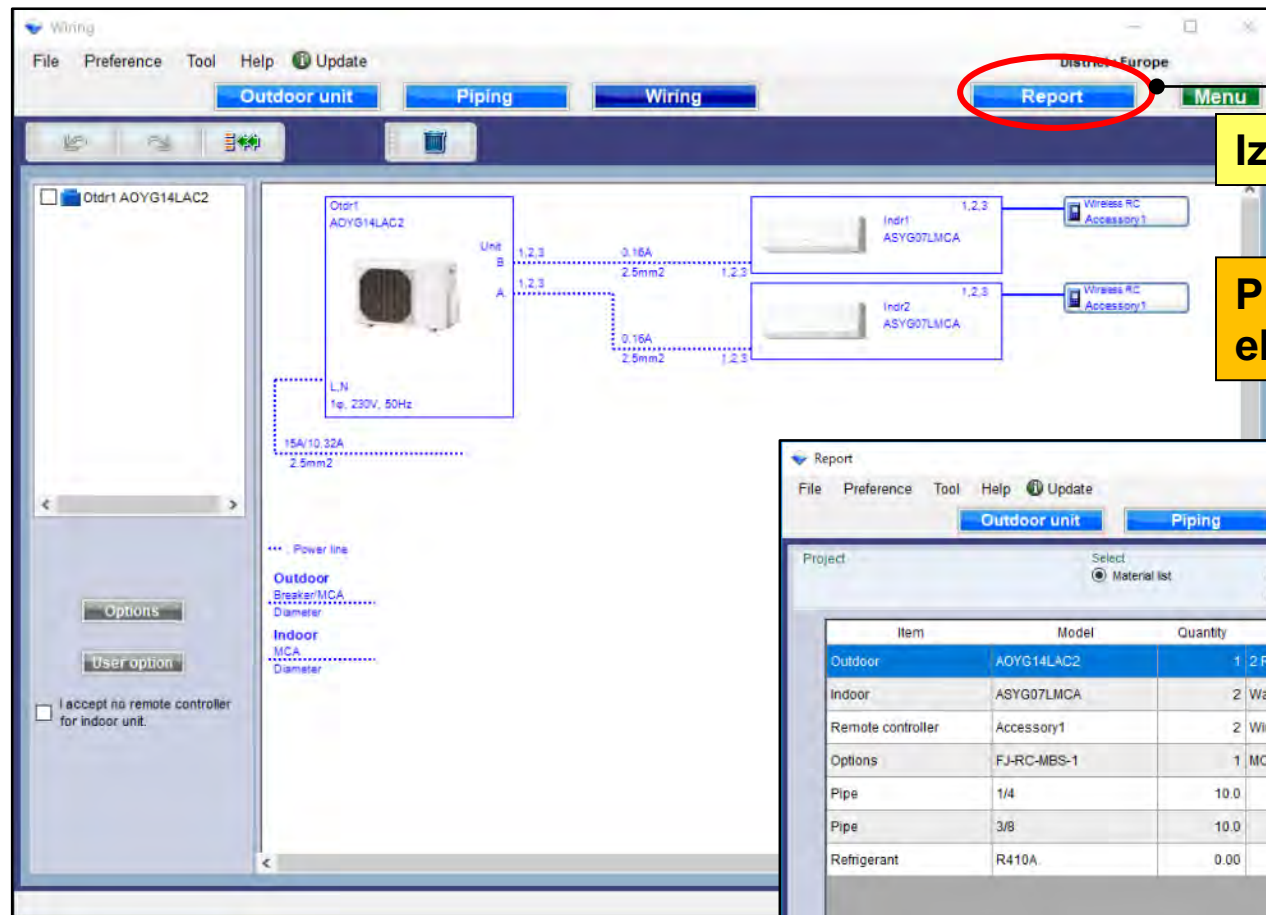 Wiring
File Preference Tool Help Update
District : Europe
Outdoor unit Piping Wiring Report Menu
Iz
Otdr1 AOYG14LAC2
Otdr1
AOYG14LAC2
Unit
B
A
1,2,3
1,2,3
L,N
1φ, 230V, 50Hz
15A/10.32A
2.5mm2
0.16A
2.5mm2
1,2,3
0.16A
2.5mm2
1,2,3
1,2,3
Indr1
ASYG07LMCA
Wireless RC
Accessory1
1,2,3
Indr2
ASYG07LMCA
Wireless RC
Accessory1
P
el
... : Power line
Outdoor
Breaker/MCA
Diameter
Indoor
MCA
Diameter
Options
User option
I accept no remote controller
for indoor unit.
Report
File Preference Tool Help Update
Outdoor unit Piping
Project Select
Material list
Item Model Quantity
Outdoor AOYG14LAC2 1 2 F
Indoor ASYG07LMCA 2 Wa
Remote controller Accessory1 2 Wi
Options FJ-RC-MBS-1 1 MC
Pipe 1/4 10.0
Pipe 3/8 10.0
Refrigerant R410A 0.00